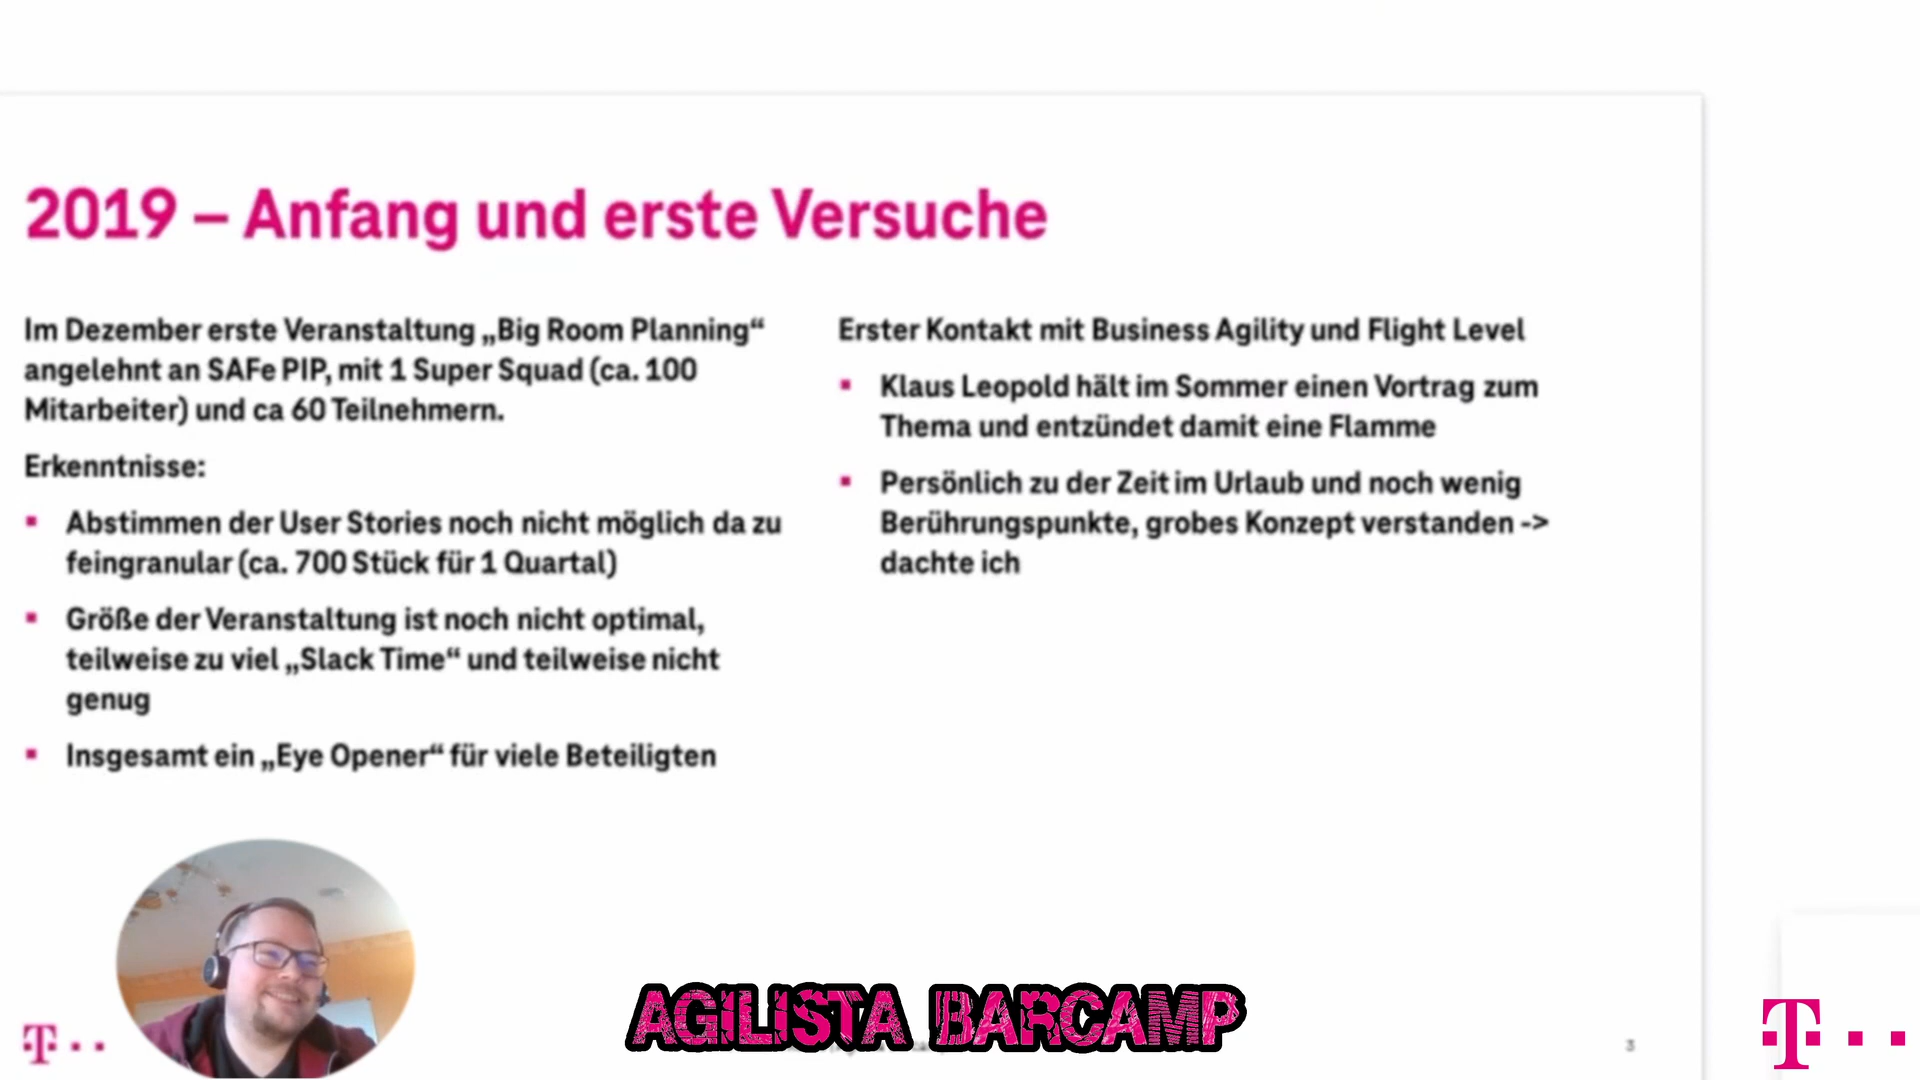 2019 – Anfang und erste Versuche
Im Dezember erste Veranstaltung „Big Room Planning“
angelehnt an SAFe PIP, mit 1 Super Squad (ca. 100
Mitarbeiter) und ca 60 Teilnehmern.
Erkenntnisse:
▪ Abstimmen der User Stories noch nicht möglich da zu
feingranular (ca. 700 Stück für 1 Quartal)
▪ Größe der Veranstaltung ist noch nicht optimal,
teilweise zu viel „Slack Time“ und teilweise nicht
genug
▪ Insgesamt ein „Eye Opener“ für viele Beteiligten
Erster Kontakt mit Business Agility und Flight Level
▪ Klaus Leopold hält im Sommer einen Vortrag zum
Thema und entzündet damit eine Flamme
▪ Persönlich zu der Zeit im Urlaub und noch wenig
Berührungspunkte, grobes Konzept verstanden ->
dachte ich
T
AGILISTA BARCAMP
3
T